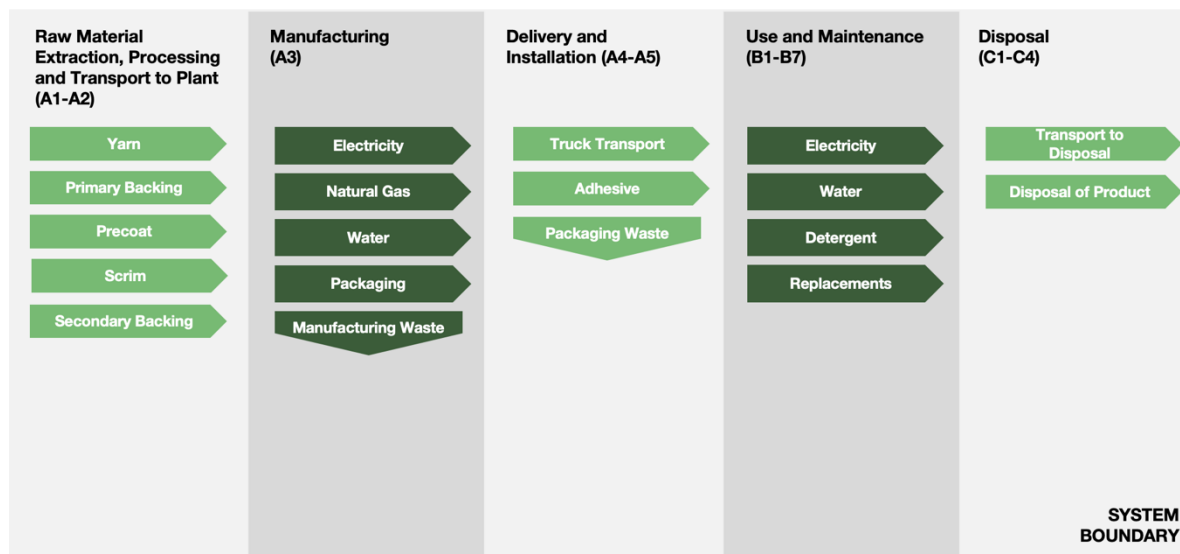 Raw Material
Extraction, Processing
and Transport to Plant
(A1-A2)
Yarn
Primary Backing
Precoat
Scrim
Secondary Backing
Manufacturing
(A3)
Electricity
Natural Gas
Water
Packaging
Manufacturing Waste
Delivery and
Installation (A4-A5)
Truck Transport
Adhesive
Packaging Waste
Use and Maintenance
(B1-B7)
Electricity
Water
Detergent
Replacements
Disposal
(C1-C4)
Transport to
Disposal
Disposal of Product
SYSTEM
BOUNDARY